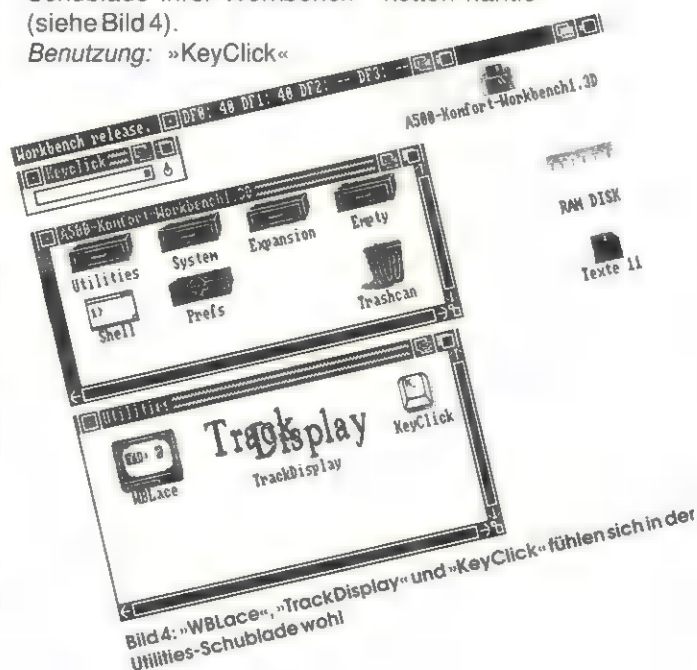 (siehe Bild 4).
Benutzung: »KeyClick«
Workbench release. DF0: 40 DF1: 40 DF2: -- DF3: --
Keyclick
A500-Komfort-Workbench1.3D
RAM DISK
Texte 11
A500-Komfort-Workbench1.3D
Utilities
System
Expansion
Empty
Shell
Prefs
Trashcan
Utilities
WBLace
Track
Display
TrackDisplay
KeyClick
Bild 4: »WBLace«, »TrackDisplay« und »KeyClick« fühlen sich in der
Utilities-Schublade wohl